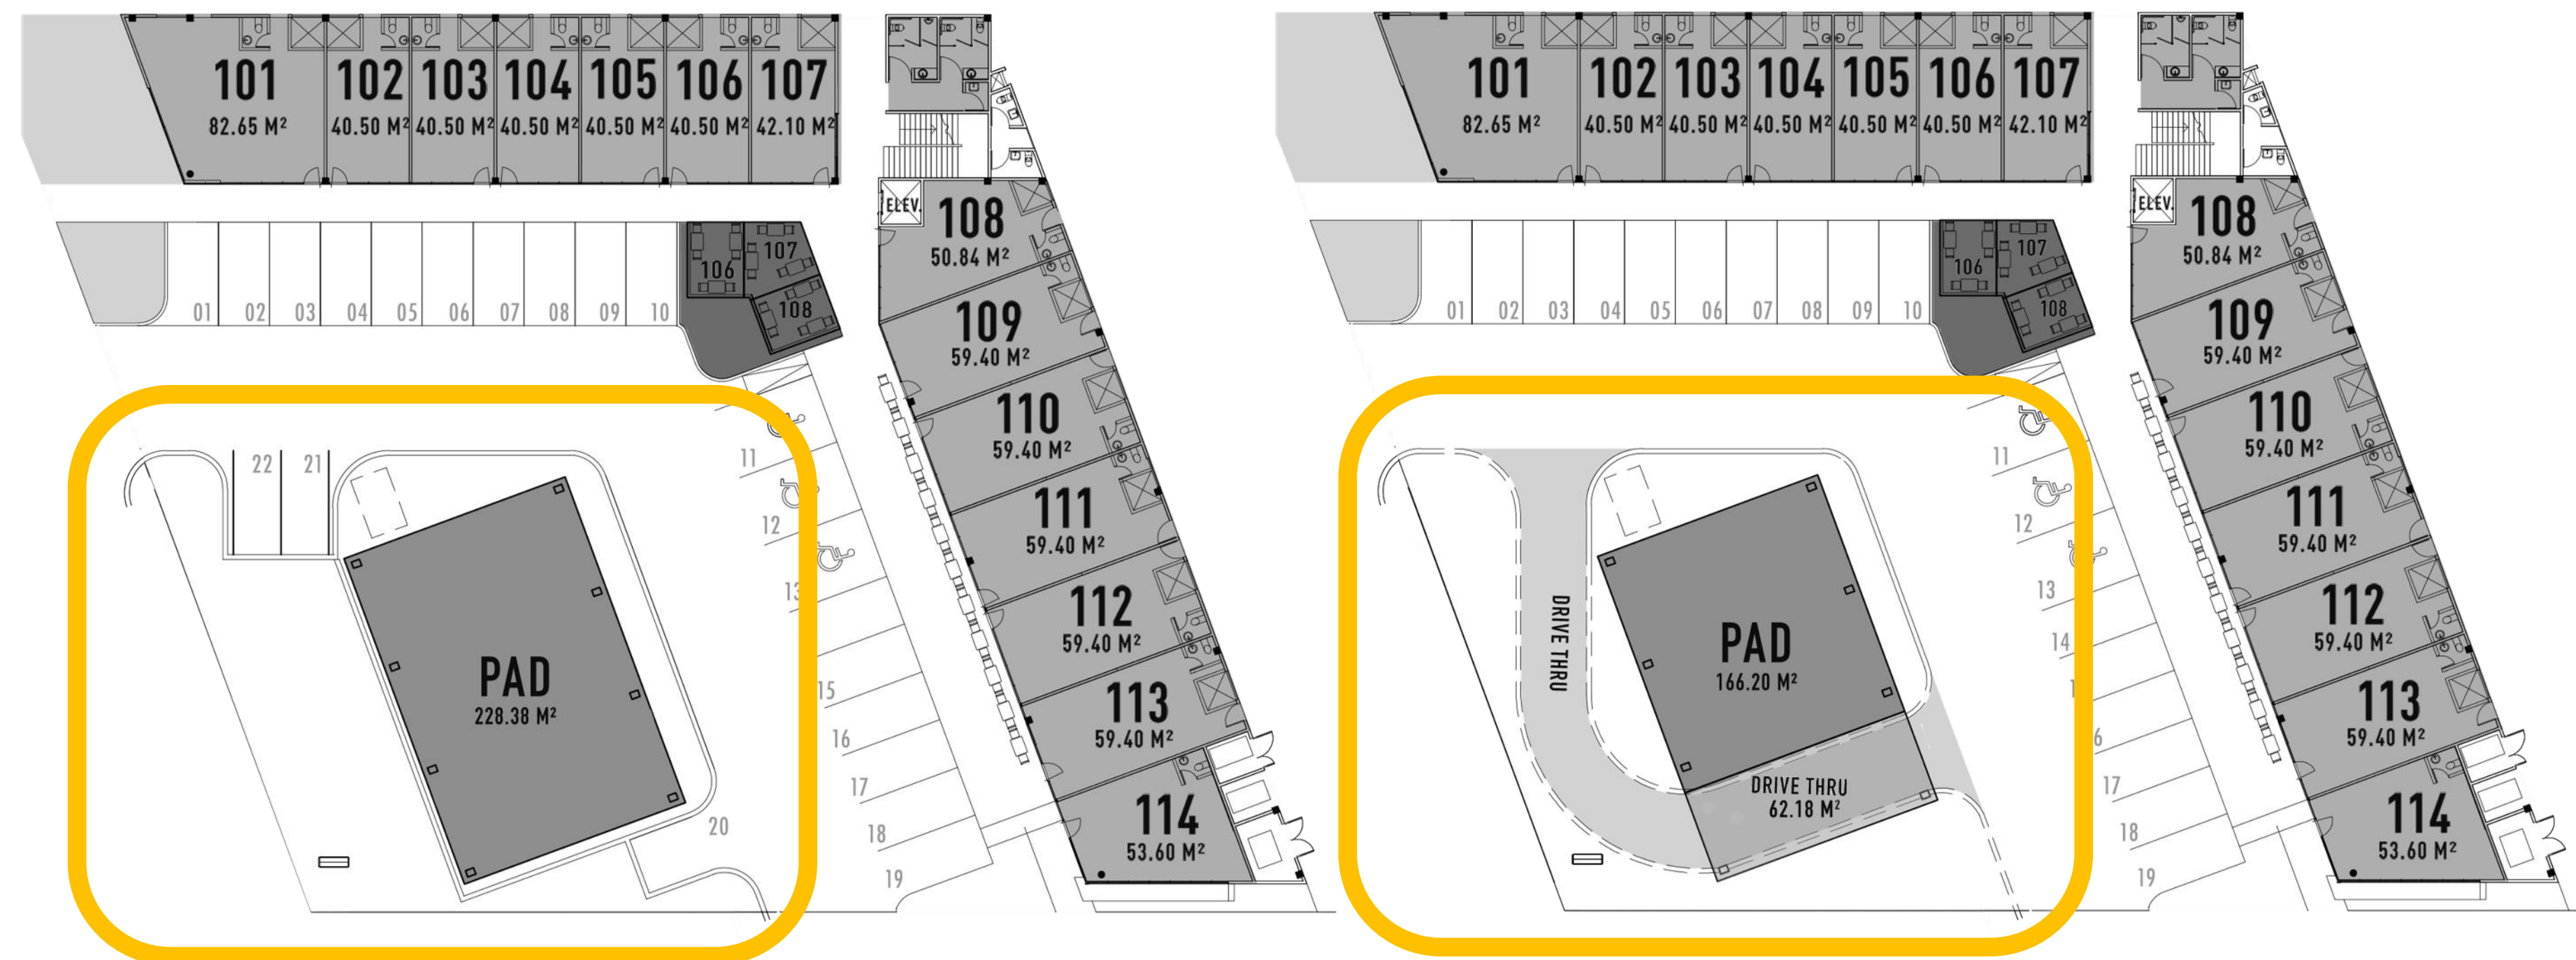 101
82.65 M²
102
40.50 M²
103
40.50 M²
104
40.50 M²
105
40.50 M²
106
40.50 M²
107
42.10 M²
ELEV.
108
50.84 M²
109
59.40 M²
110
59.40 M²
111
59.40 M²
112
59.40 M²
113
59.40 M²
114
53.60 M²
106
107
108
01
02
03
04
05
06
07
08
09
10
11
12
13
15
16
17
18
19
20
21
22
PAD
228.38 M²
101
82.65 M²
102
40.50 M²
103
40.50 M²
104
40.50 M²
105
40.50 M²
106
40.50 M²
107
42.10 M²
ELEV.
108
50.84 M²
109
59.40 M²
110
59.40 M²
111
59.40 M²
112
59.40 M²
113
59.40 M²
114
53.60 M²
106
107
108
01
02
03
04
05
06
07
08
09
10
11
12
13
14
17
18
19
DRIVE THRU
PAD
166.20 M²
DRIVE THRU
62.18 M²